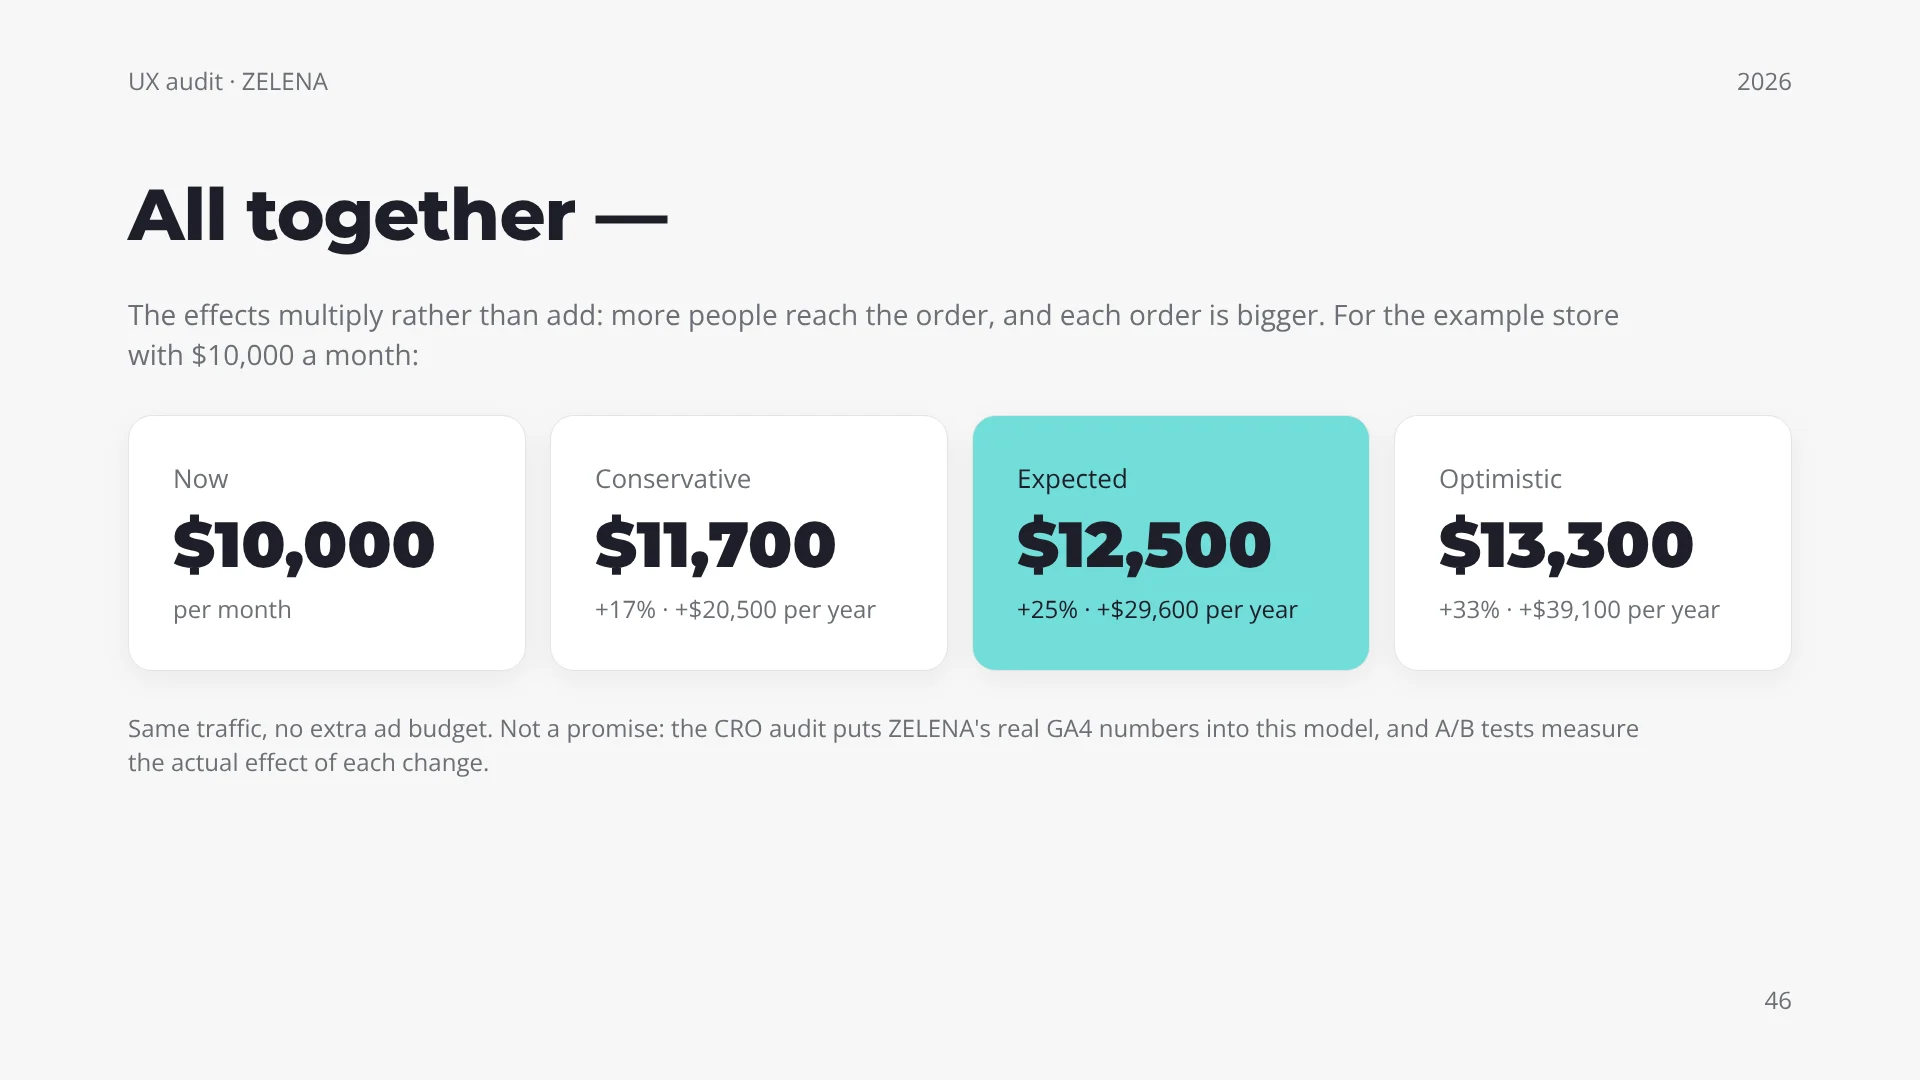 UX audit · ZELENA
2026
All together —
The effects multiply rather than add: more people reach the order, and each order is bigger. For the example store
with $10,000 a month:
Now
$10,000
per month
Conservative
$11,700
+17% · +$20,500 per year
Expected
$12,500
+25% · +$29,600 per year
Optimistic
$13,300
+33% · +$39,100 per year
Same traffic, no extra ad budget. Not a promise: the CRO audit puts ZELENA's real GA4 numbers into this model, and A/B tests measure
the actual effect of each change.
46